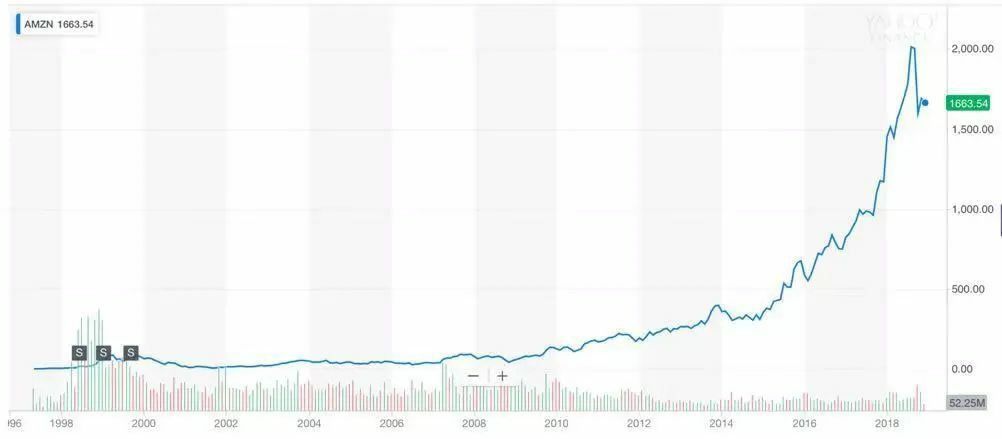 AMZN 1663.54
YAHOO!
FINANCE
2,000.00
1663.54
1,500.00
1,000.00
500.00
0.00
S S S
− +
52.25M
96 1998 2000 2002 2004 2006 2008 2010 2012 2014 2016 2018